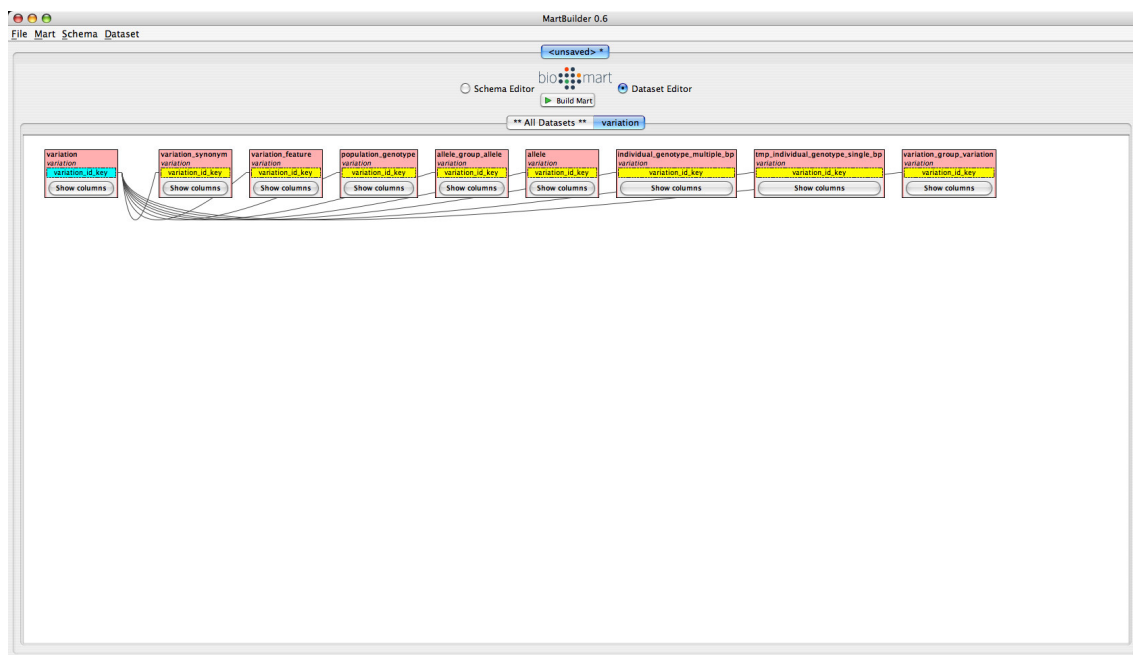 MartBuilder 0.6
File Mart Schema Dataset
<unsaved> *
bio mart
Schema Editor Dataset Editor
Build Mart
** All Datasets ** variation
variation variation_synonym variation_feature population_genotype allele_group_allele allele individual_genotype_multiple_bp tmp_individual_genotype_single_bp variation_group_variation
variation variation variation variation variation variation variation variation variation
variation_id_key variation_id_key variation_id_key variation_id_key variation_id_key variation_id_key variation_id_key variation_id_key variation_id_key
Show columns Show columns Show columns Show columns Show columns Show columns Show columns Show columns Show columns